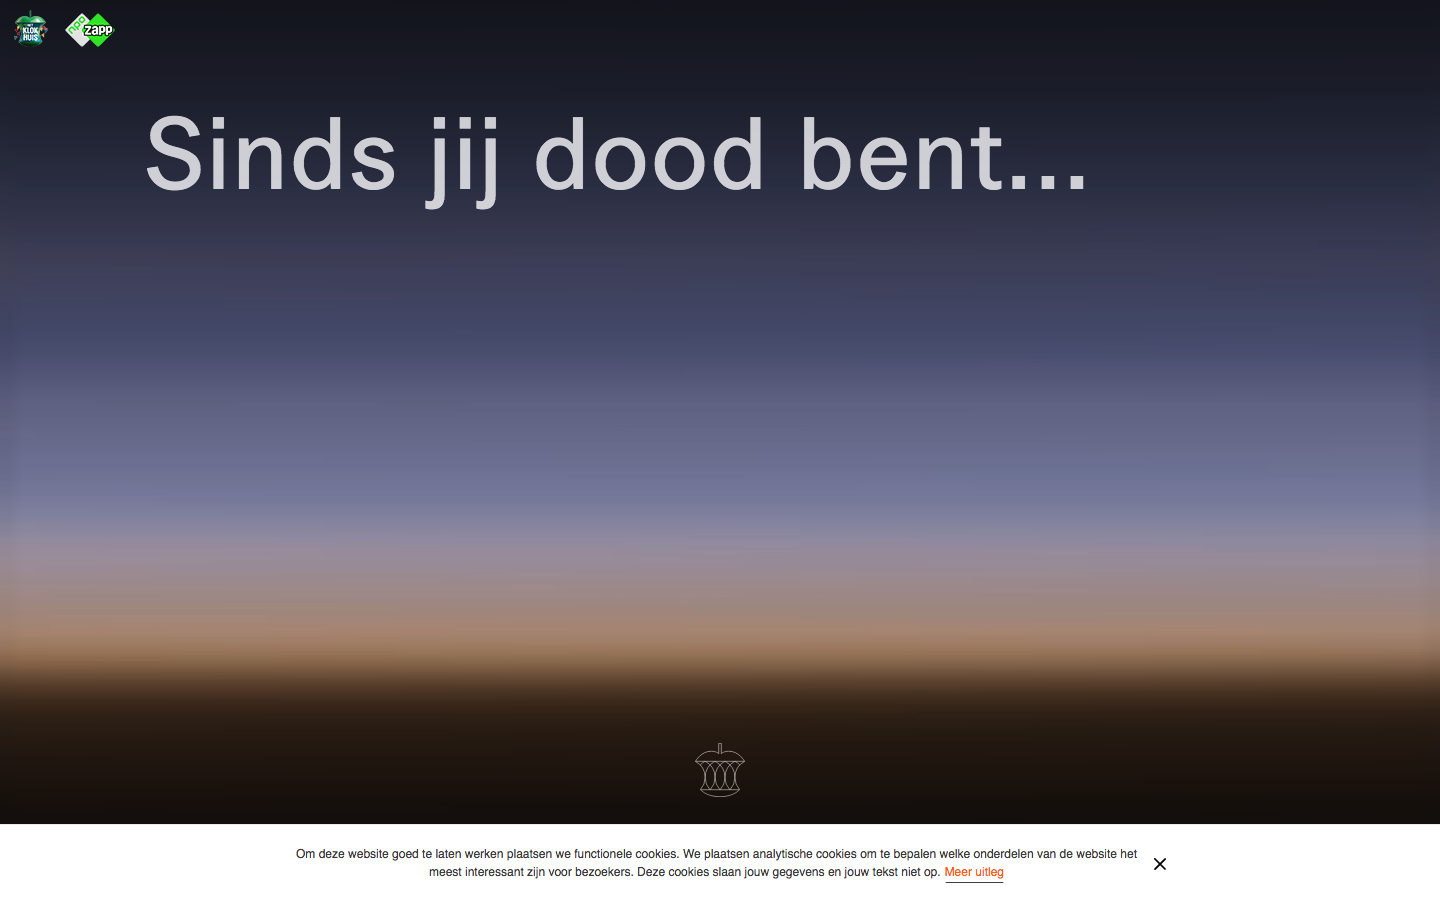 HET
KLOK
HUIS
npo
zapp
Sinds jij dood bent...
Om deze website goed te laten werken plaatsen we functionele cookies. We plaatsen analytische cookies om te bepalen welke onderdelen van de website het
meest interessant zijn voor bezoekers. Deze cookies slaan jouw gegevens en jouw tekst niet op. Meer uitleg